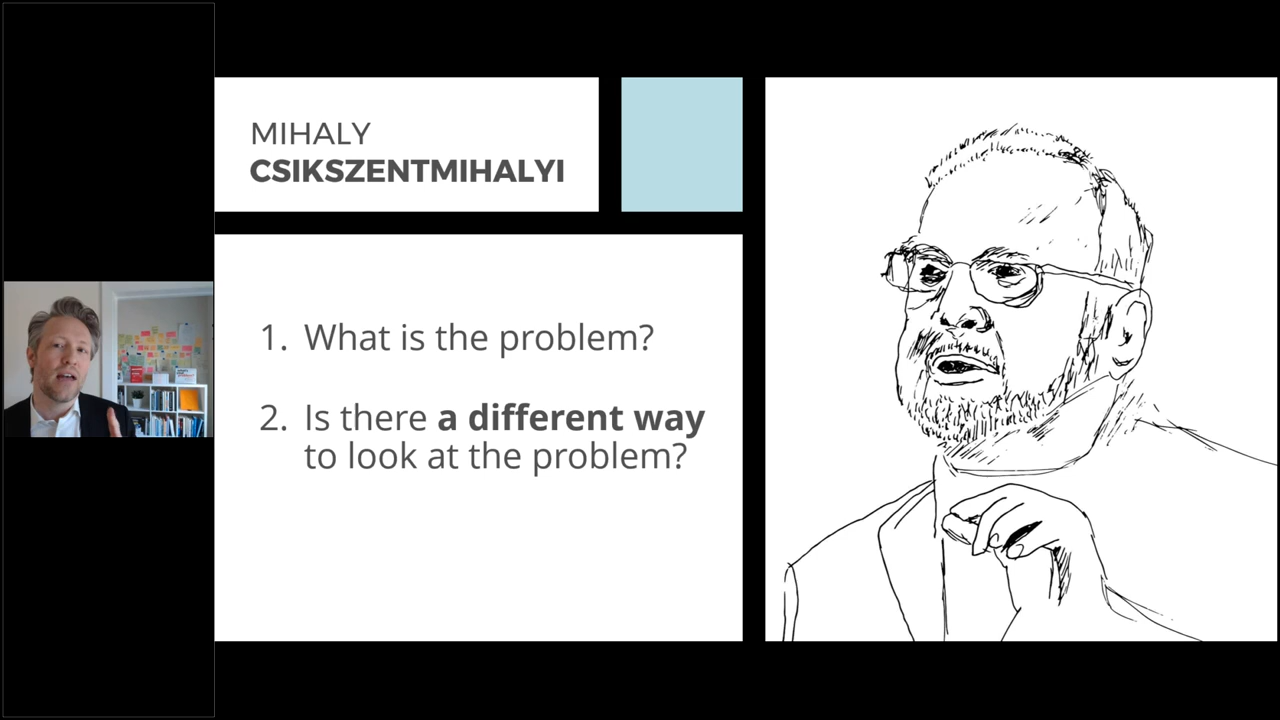 MIHALY
CSIKSZENTMIHALYI
1. What is the problem?
2. Is there a different way
to look at the problem?